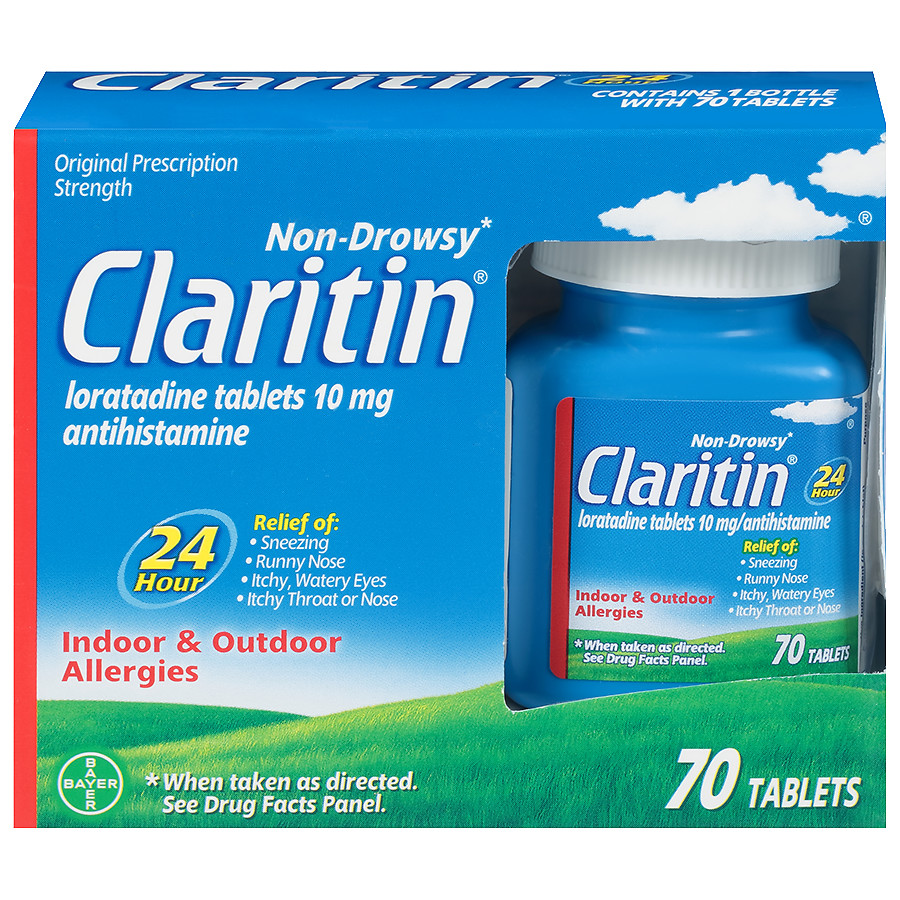 Claritin 24 Hour
CONTAINS 1 BOTTLE
WITH 70 TABLETS
Original Prescription
Strength
Non-Drowsy*
Claritin®
loratadine tablets 10 mg
antihistamine
24
Hour
Relief of:
• Sneezing
• Runny Nose
• Itchy, Watery Eyes
• Itchy Throat or Nose
Indoor & Outdoor
Allergies
BAYER
BAYER
*When taken as directed.
See Drug Facts Panel.
®
Non-Drowsy*
Claritin®
24
Hour
loratadine tablets 10 mg/antihistamine
Relief of:
• Sneezing
• Runny Nose
• Itchy, Watery Eyes
• Itchy Throat or Nose
Indoor & Outdoor
Allergies
*When taken as directed.
See Drug Facts Panel.
70 TABLETS
®
70 TABLETS